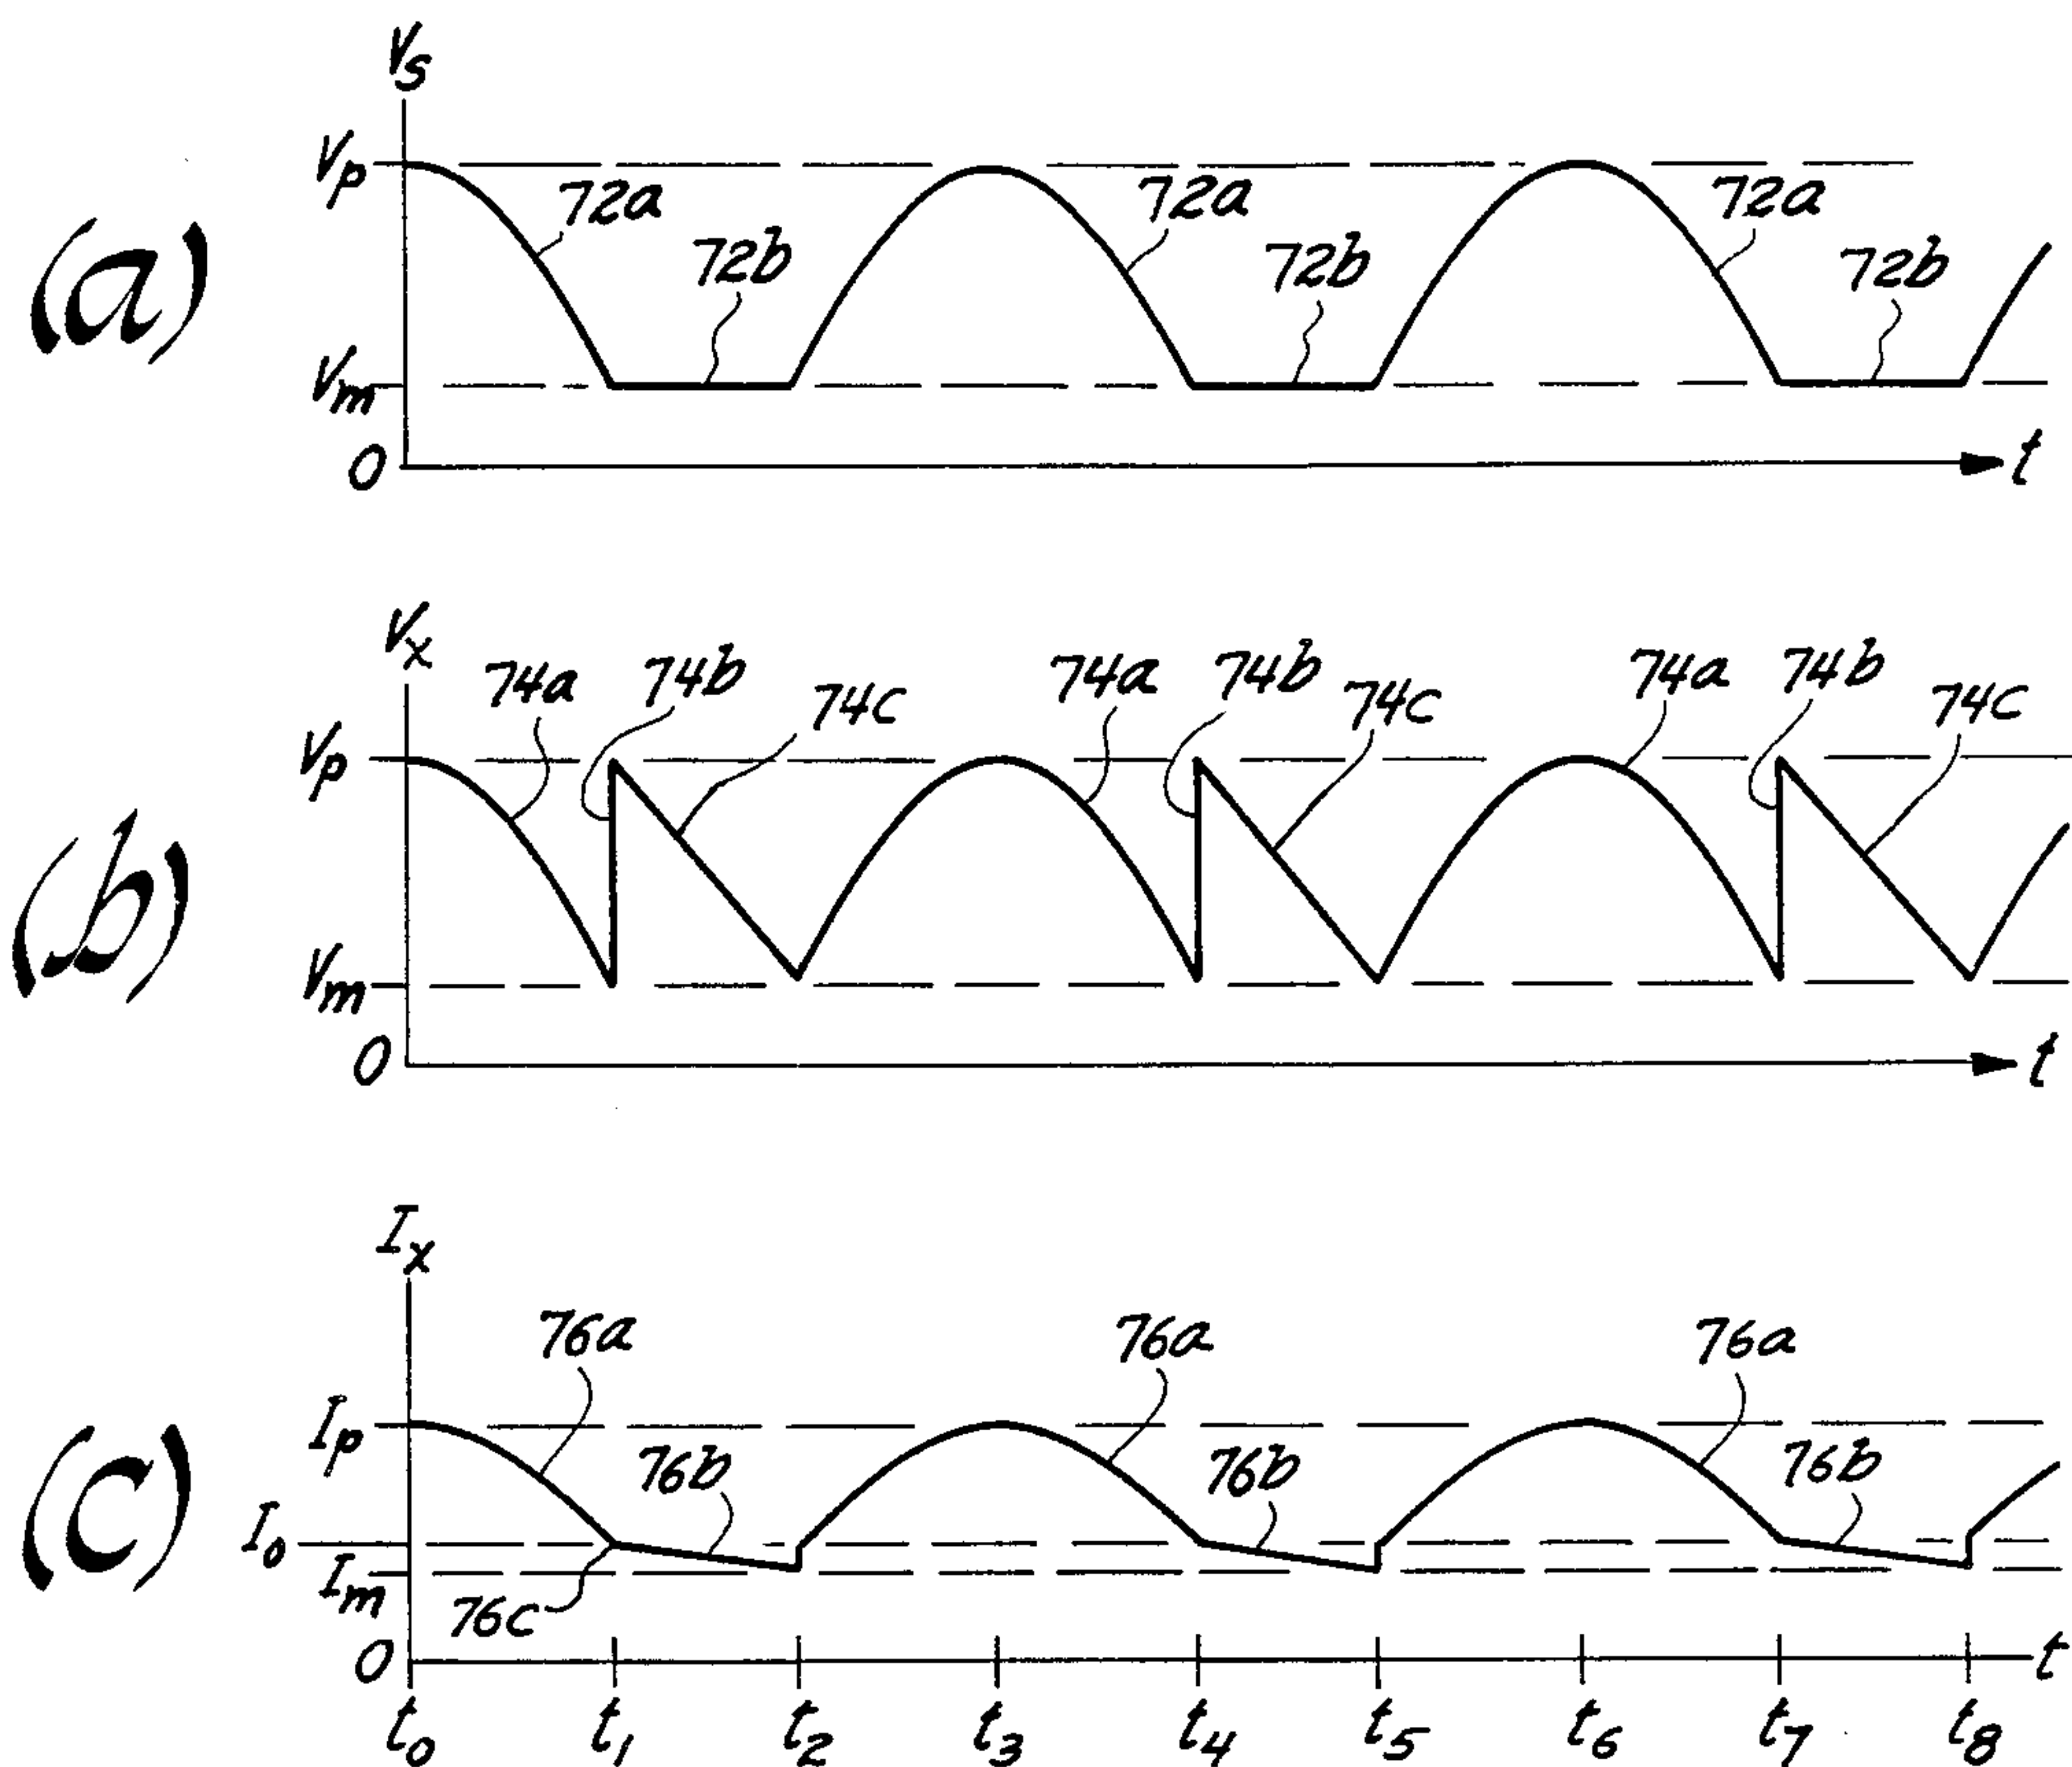 (a)
Vs
Vp
72a 72a 72a
72b 72b 72b
Vm
0
t
(b)
Vx
74a 74b 74c 74a 74b 74c 74a 74b 74c
Vp
Vm
0
t
(c)
Ix
76a 76a 76a
Ip
76b 76b 76b
I0
Im
76c
0
t
t0 t1 t2 t3 t4 t5 t6 t7 t8